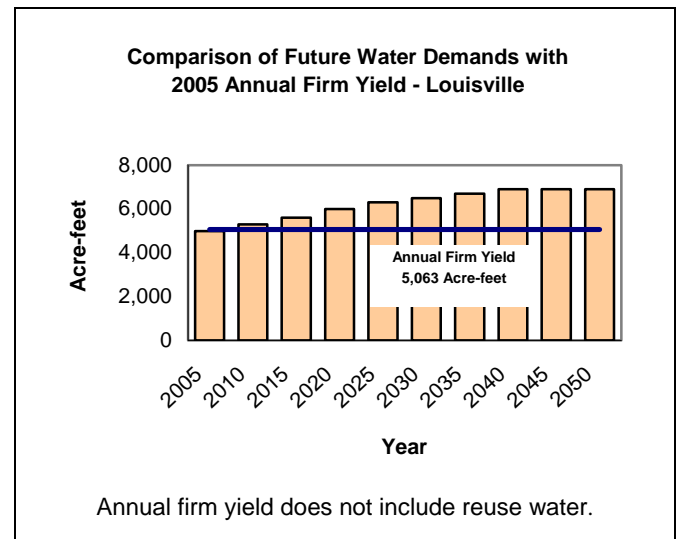 Comparison of Future Water Demands with
2005 Annual Firm Yield - Louisville
8,000
6,000
4,000
2,000
0
Acre-feet
Annual Firm Yield
5,063 Acre-feet
2005
2010
2015
2020
2025
2030
2035
2040
2045
2050
Year
Annual firm yield does not include reuse water.